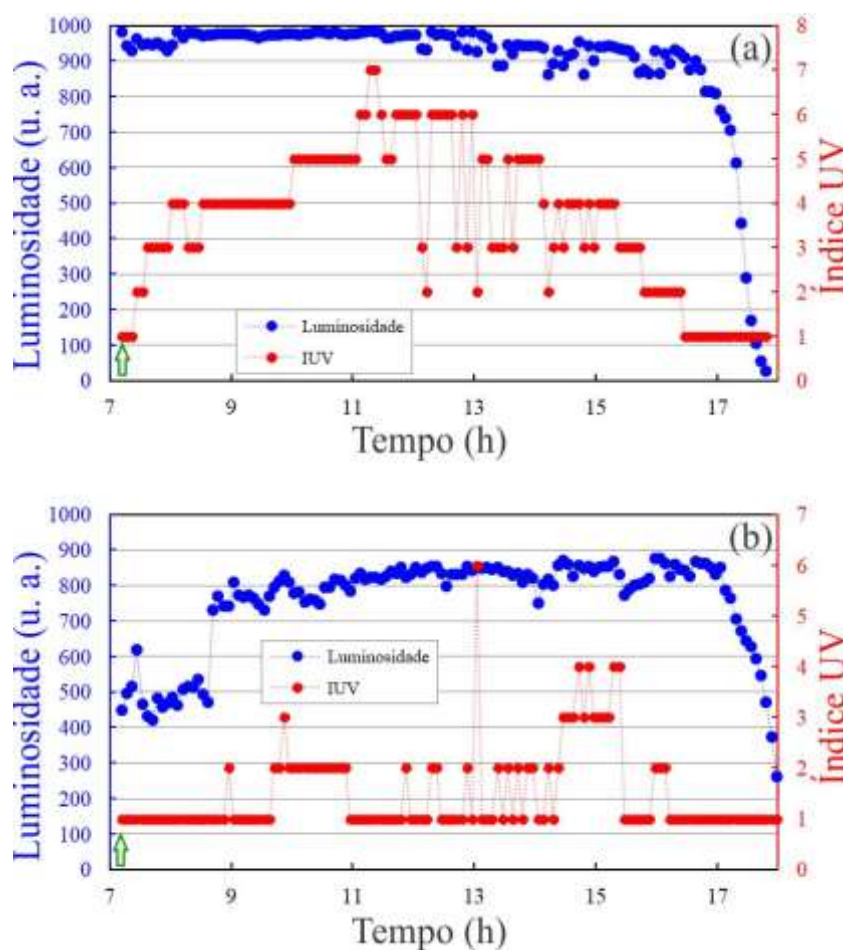 1000
900
800
700
600
500
400
300
200
100
0
Luminosidade (u. a.)
(a)
Luminosidade
IUV
8
7
6
5
4
3
2
1
0
Índice UV
7 9 11 13 15 17
Tempo (h)
1000
900
800
700
600
500
400
300
200
100
0
Luminosidade (u. a.)
(b)
Luminosidade
IUV
7
6
5
4
3
2
1
0
Índice UV
7 9 11 13 15 17
Tempo (h)